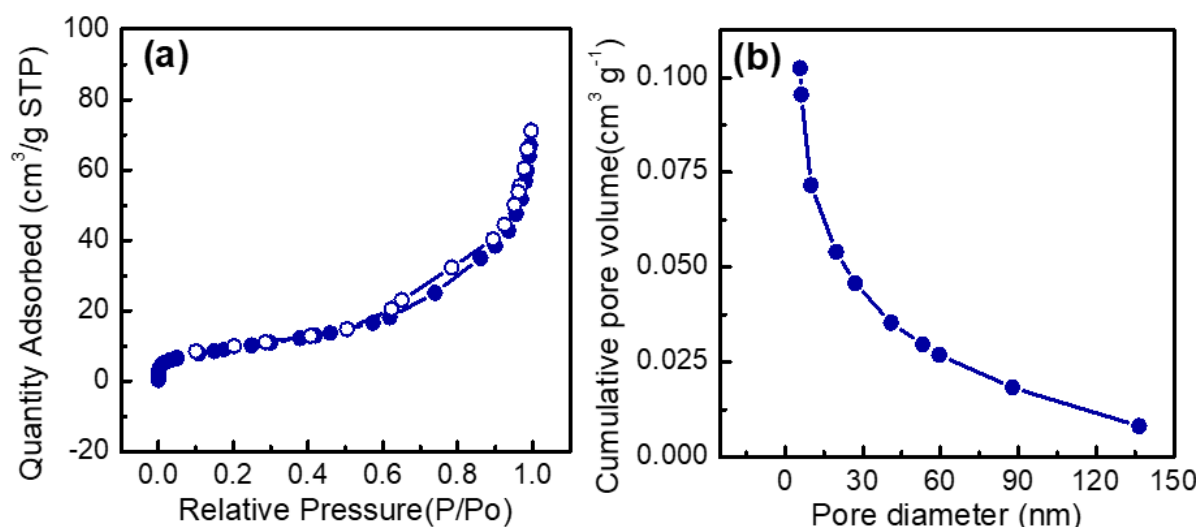 (a)
Quantity Adsorbed (cm³/g STP)
100
80
60
40
20
0
-20
0.0 0.2 0.4 0.6 0.8 1.0
Relative Pressure(P/Po)
(b)
Cumulative pore volume(cm³ g⁻¹)
0.100
0.075
0.050
0.025
0.000
0 30 60 90 120 150
Pore diameter (nm)